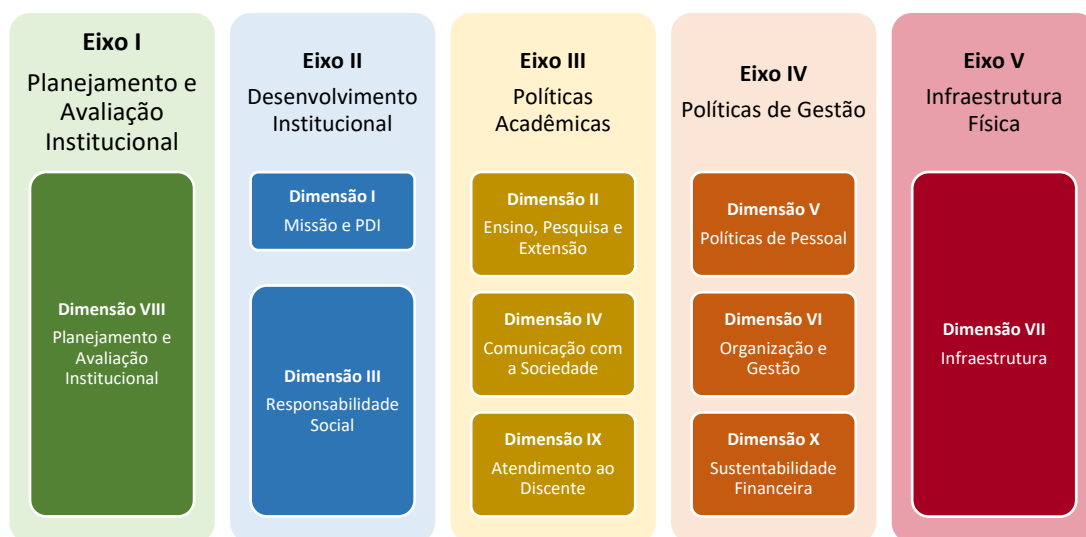 Eixo I
Planejamento e
Avaliação
Institucional
Dimensão VIII
Planejamento e
Avaliação
Institucional
Eixo II
Desenvolvimento
Institucional
Dimensão I
Missão e PDI
Dimensão III
Responsabilidade
Social
Eixo III
Políticas
Acadêmicas
Dimensão II
Ensino, Pesquisa e
Extensão
Dimensão IV
Comunicação com
a Sociedade
Dimensão IX
Atendimento ao
Discente
Eixo IV
Políticas de Gestão
Dimensão V
Políticas de Pessoal
Dimensão VI
Organização e
Gestão
Dimensão X
Sustentabilidade
Financeira
Eixo V
Infraestrutura
Física
Dimensão VII
Infraestrutura